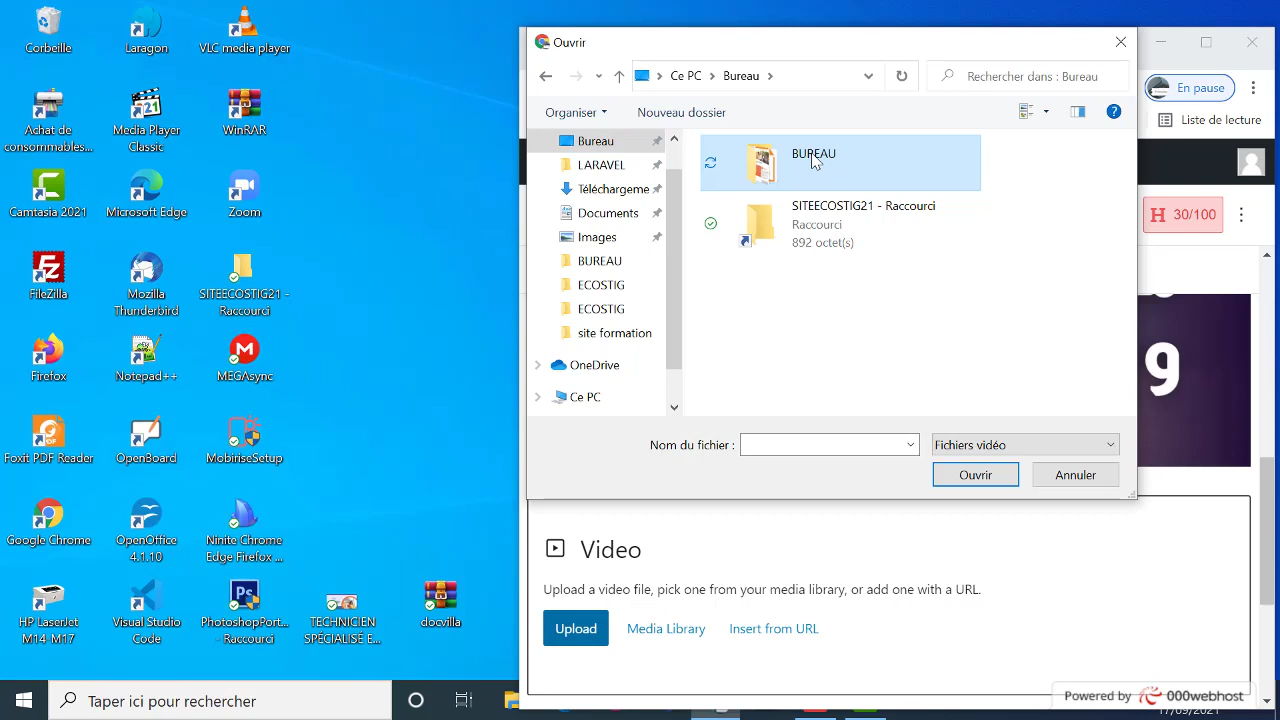 Corbeille
Laragon
VLC media player
Achat de
consommables...
Media Player
Classic
WinRAR
Camtasia 2021
Microsoft Edge
Zoom
FileZilla
Mozilla
Thunderbird
SITEECOSTIG21 -
Raccourci
Firefox
Notepad++
MEGAsync
Foxit PDF Reader
OpenBoard
MobiriseSetup
Google Chrome
OpenOffice
4.1.10
Ninite Chrome
Edge Firefox ...
HP LaserJet
M14-M17
Visual Studio
Code
PhotoshopPort...
- Raccourci
TECHNICIEN
SPÉCIALISÉ E...
docvilla
Taper ici pour rechercher
Ouvrir
Ce PC
Bureau
Rechercher dans : Bureau
Organiser
Nouveau dossier
Bureau
LARAVEL
Téléchargeme
Documents
Images
BUREAU
ECOSTIG
ECOSTIG
site formation
OneDrive
Ce PC
BUREAU
SITEECOSTIG21 - Raccourci
Raccourci
892 octet(s)
Nom du fichier :
Fichiers vidéo
Ouvrir
Annuler
En pause
Liste de lecture
H 30/100
9
Video
Upload a video file, pick one from your media library, or add one with a URL.
Upload
Media Library
Insert from URL
Powered by 000webhost
17/09/2021